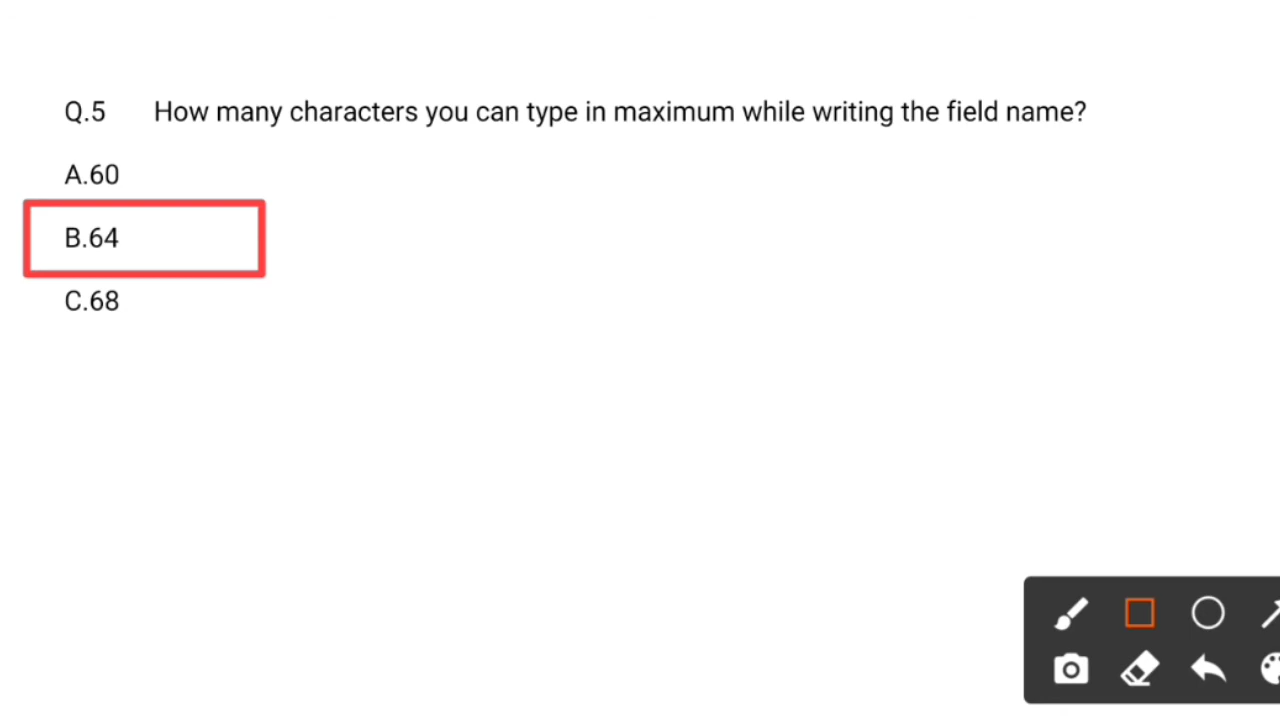 Q.5 How many characters you can type in maximum while writing the field name?
A.60
B.64
C.68